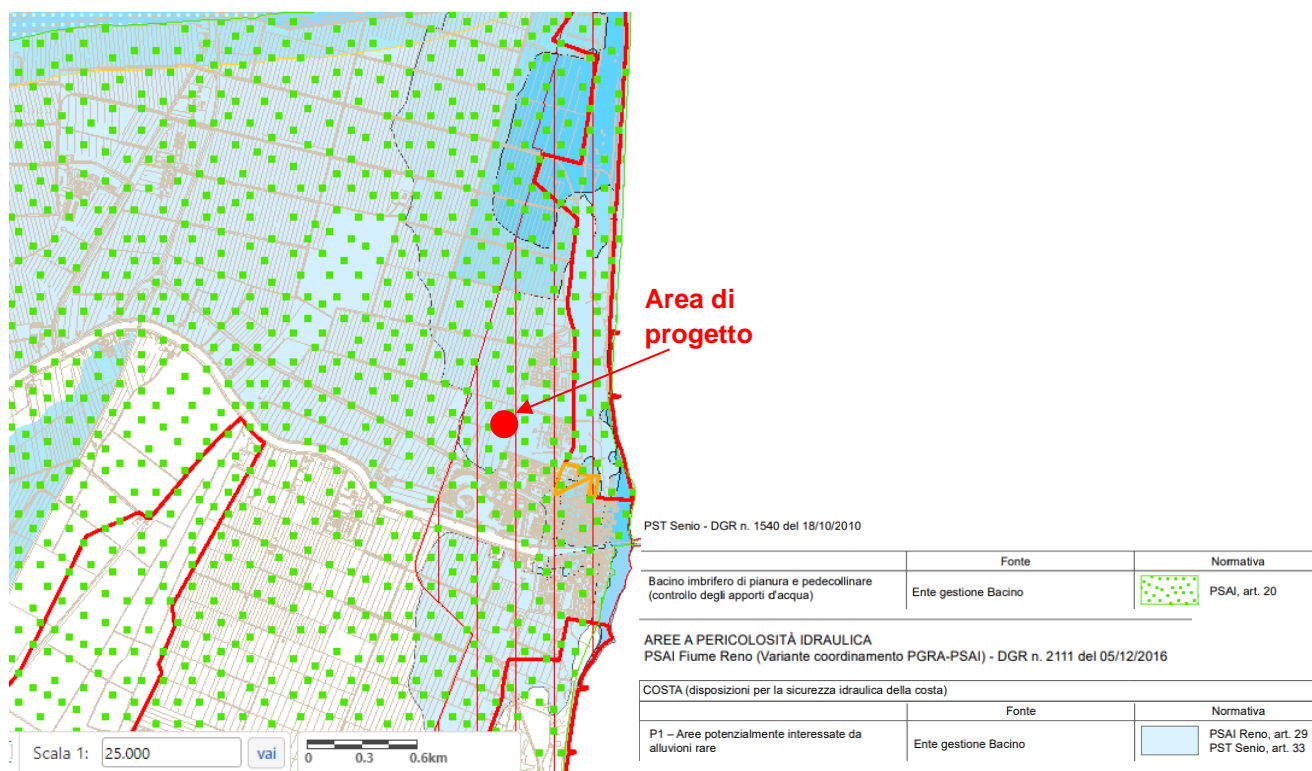 Area di
progetto
PST Senio - DGR n. 1540 del 18/10/2010
Fonte Normativa
Bacino imbrifero di pianura e pedecollinare
(controllo degli apporti d'acqua)
Ente gestione Bacino
PSAI, art. 20
AREE A PERICOLOSITÀ IDRAULICA
PSAI Fiume Reno (Variante coordinamento PGRA-PSAI) - DGR n. 2111 del 05/12/2016
COSTA (disposizioni per la sicurezza idraulica della costa)
Fonte Normativa
P1 – Aree potenzialmente interessate da
alluvioni rare
Ente gestione Bacino
PSAI Reno, art. 29
PST Senio, art. 33
Scala 1: 25.000 vai
0 0.3 0.6km